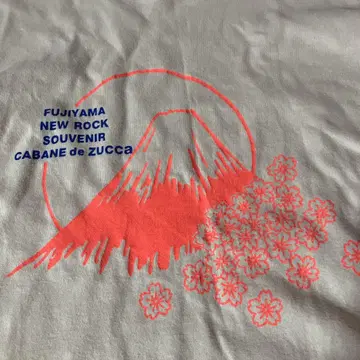 FUJIYAMA
NEW ROCK
SOUVENIR
CABANE de ZUCCa